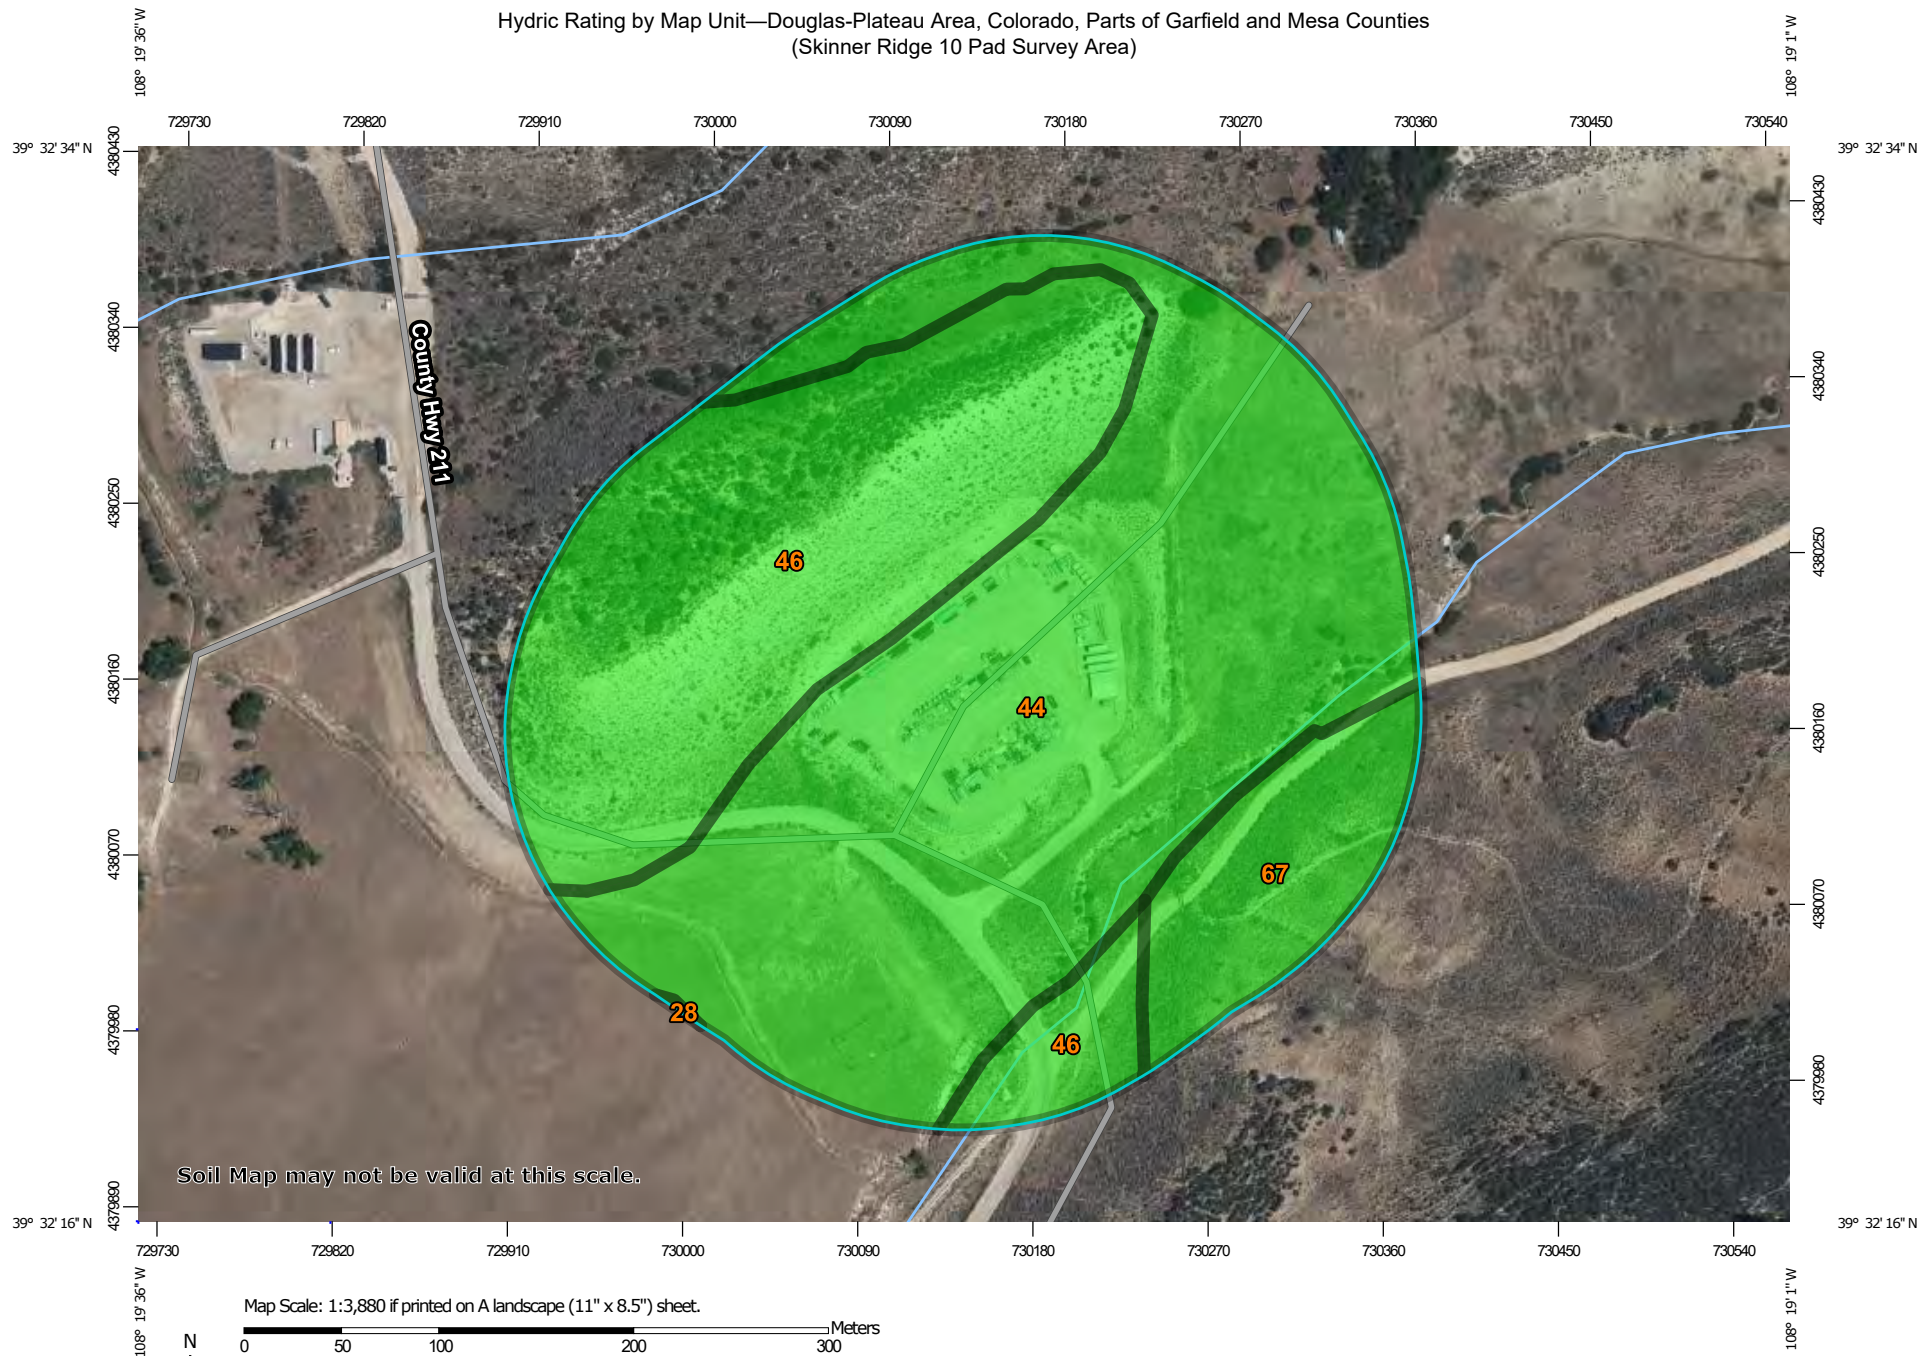 Hydric Rating by Map Unit—Douglas-Plateau Area, Colorado, Parts of Garfield and Mesa Counties
(Skinner Ridge 10 Pad Survey Area)
108° 19' 36'' W
108° 19' 1'' W
729730 729820 729910 730000 730090 730180 730270 730360 730450 730540
39° 32' 34'' N
39° 32' 34'' N
4380430
4380430
4380340
4380340
County Hwy 211
4380250
4380250
46
4380160
4380160
44
4380070
4380070
67
28
46
4379980
4379980
Soil Map may not be valid at this scale.
4379890
39° 32' 16'' N
39° 32' 16'' N
729730 729820 729910 730000 730090 730180 730270 730360 730450 730540
108° 19' 36'' W
108° 19' 1'' W
Map Scale: 1:3,880 if printed on A landscape (11" x 8.5") sheet.
Meters
N
0 50 100 200 300